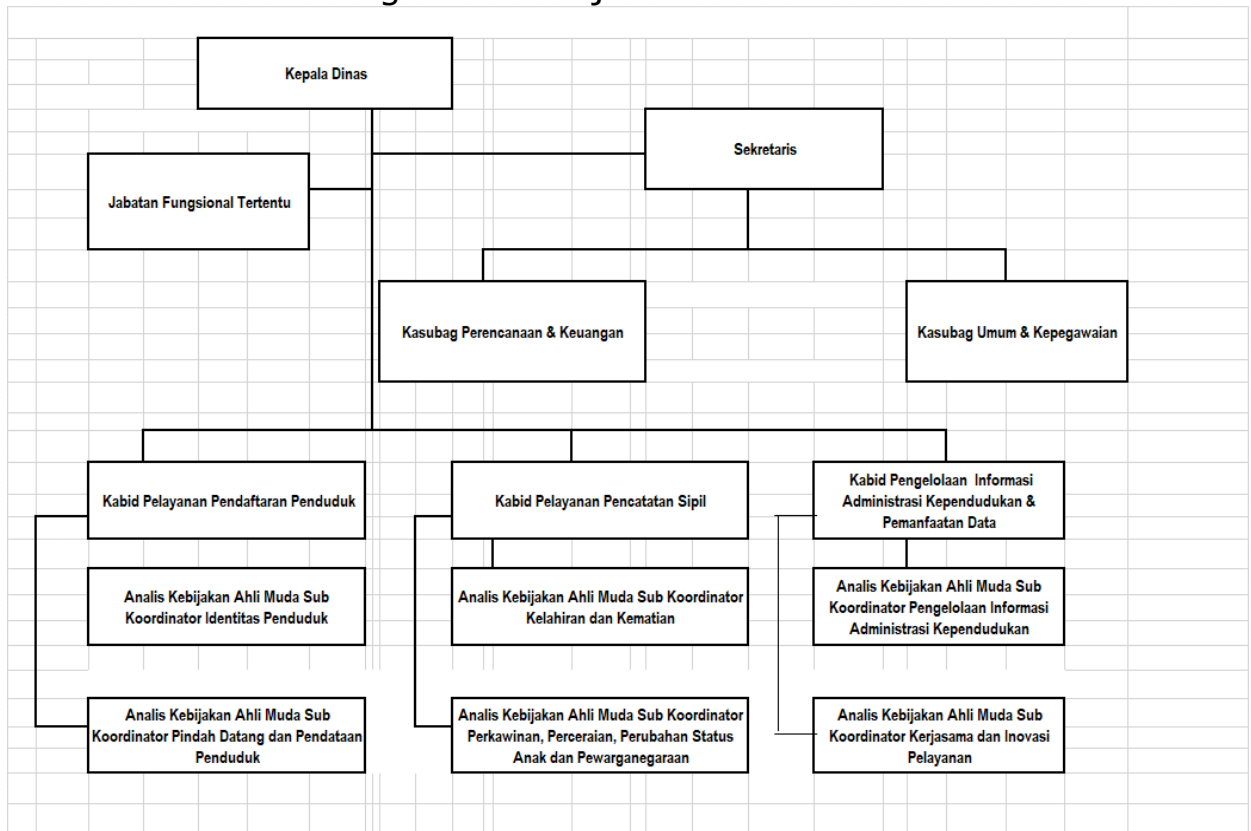 Kepala Dinas
Sekretaris
Jabatan Fungsional Tertentu
Kasubag Perencanaan & Keuangan
Kasubag Umum & Kepegawaian
Kabid Pelayanan Pendaftaran Penduduk
Kabid Pelayanan Pencatatan Sipil
Kabid Pengelolaan Informasi
Administrasi Kependudukan &
Pemanfaatan Data
Analis Kebijakan Ahli Muda Sub
Koordinator Identitas Penduduk
Analis Kebijakan Ahli Muda Sub Koordinator
Kelahiran dan Kematian
Analis Kebijakan Ahli Muda Sub
Koordinator Pengelolaan Informasi
Administrasi Kependudukan
Analis Kebijakan Ahli Muda Sub
Koordinator Pindah Datang dan Pendataan
Penduduk
Analis Kebijakan Ahli Muda Sub Koordinator
Perkawinan, Perceraian, Perubahan Status
Anak dan Pewarganegaraan
Analis Kebijakan Ahli Muda Sub
Koordinator Kerjasama dan Inovasi
Pelayanan